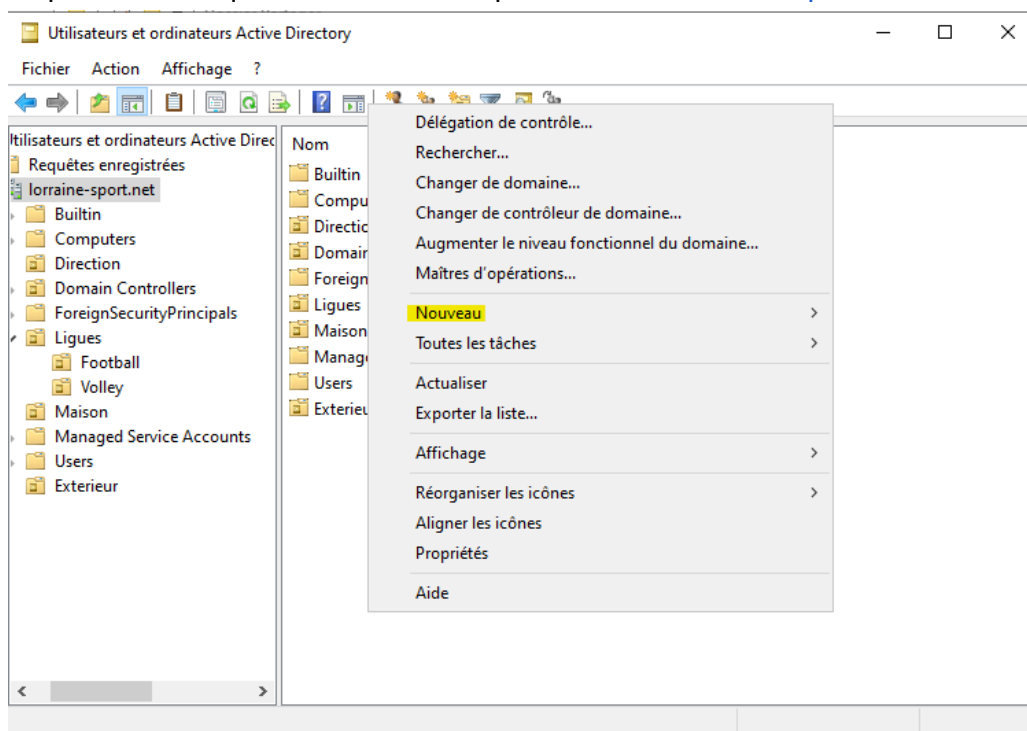 Utilisateurs et ordinateurs Active Directory
Fichier Action Affichage ?
Itilisateurs et ordinateurs Active Direc
Requêtes enregistrées
lorraine-sport.net
Builtin
Computers
Direction
Domain Controllers
ForeignSecurityPrincipals
Ligues
Football
Volley
Maison
Managed Service Accounts
Users
Exterieur
Nom
Builtin
Compu
Directio
Domain
Foreign
Ligues
Maison
Manage
Users
Exterieu
Délégation de contrôle...
Rechercher...
Changer de domaine...
Changer de contrôleur de domaine...
Augmenter le niveau fonctionnel du domaine...
Maîtres d'opérations...
Nouveau
Toutes les tâches
Actualiser
Exporter la liste...
Affichage
Réorganiser les icônes
Aligner les icônes
Propriétés
Aide